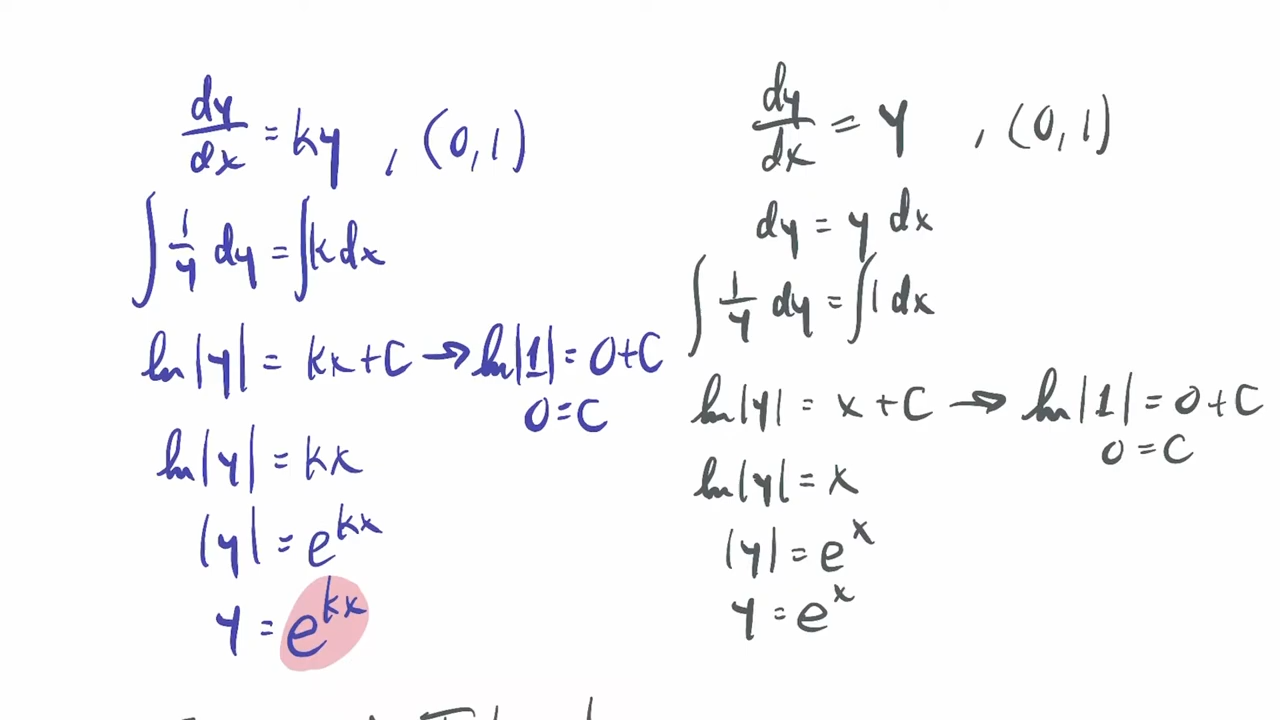 dy/dx = ky , (0,1)
∫ 1/y dy = ∫ k dx
ln|y| = kx + C → ln|1| = 0+C
0 = C
ln|y| = kx
|y| = e^{kx}
y = e^{kx}
dy/dx = y , (0,1)
dy = y dx
∫ 1/y dy = ∫ 1 dx
ln|y| = x + C → ln|1| = 0+C
0 = C
ln|y| = x
|y| = e^x
y = e^x